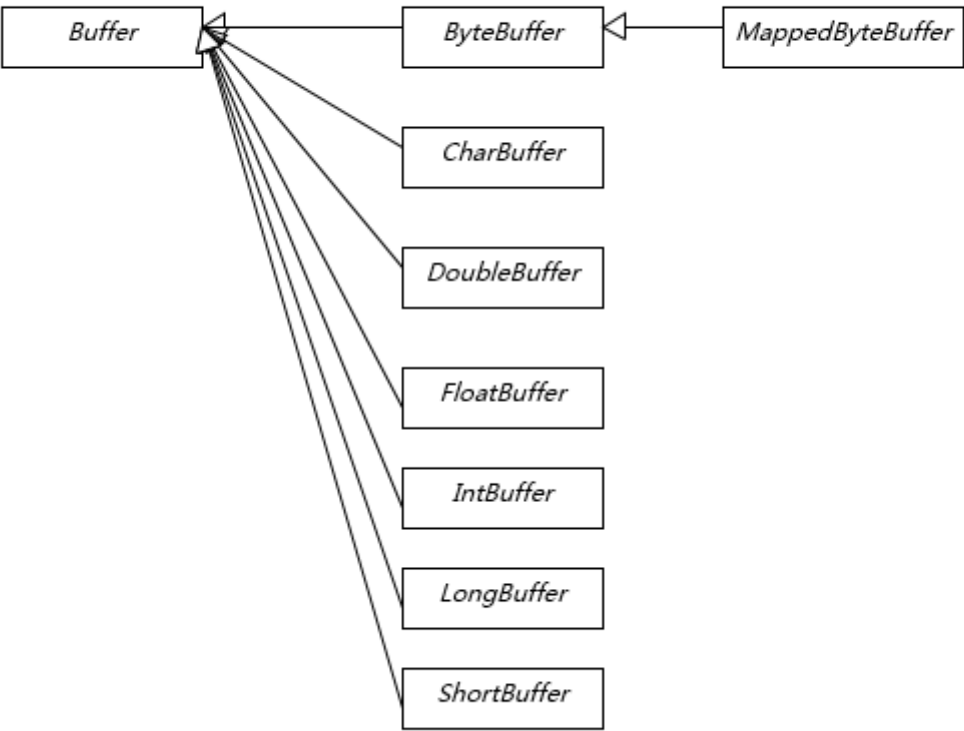 Buffer
ByteBuffer
MappedByteBuffer
CharBuffer
DoubleBuffer
FloatBuffer
IntBuffer
LongBuffer
ShortBuffer